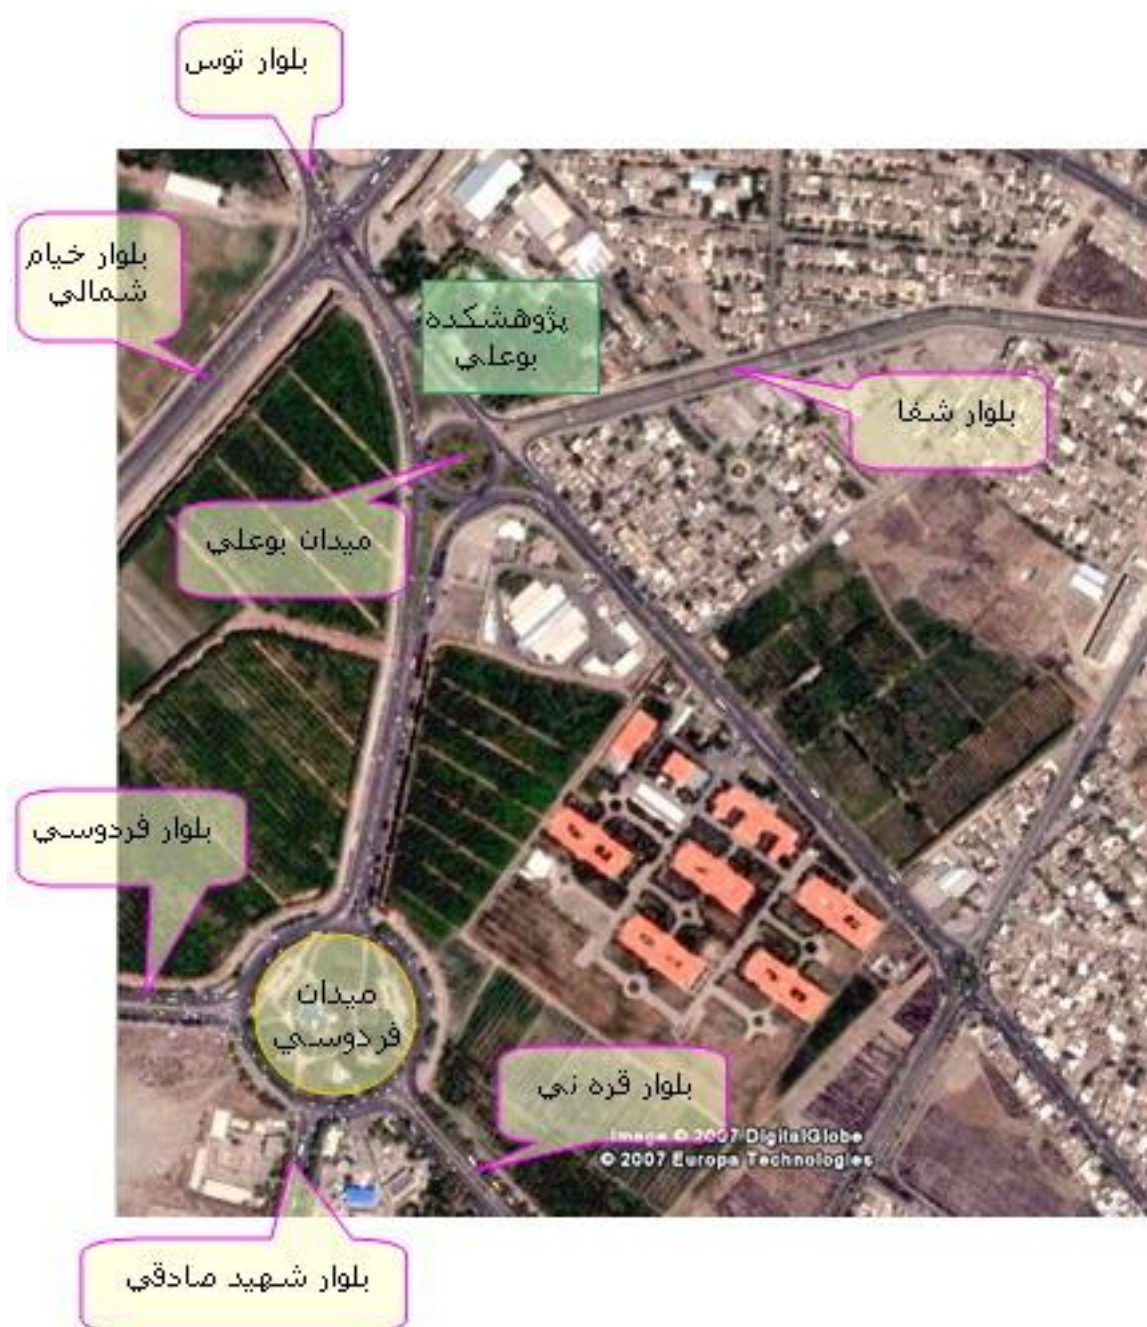 بلوار توس
بلوار خيام
شمالي
پژوهشكده
بوعلي
بلوار شفا
ميدان بوعلي
بلوار فردوسي
ميدان
فردوسي
بلوار قره ني
Image © 2007 DigitalGlobe
© 2007 Europa Technologies
بلوار شهيد صادقي